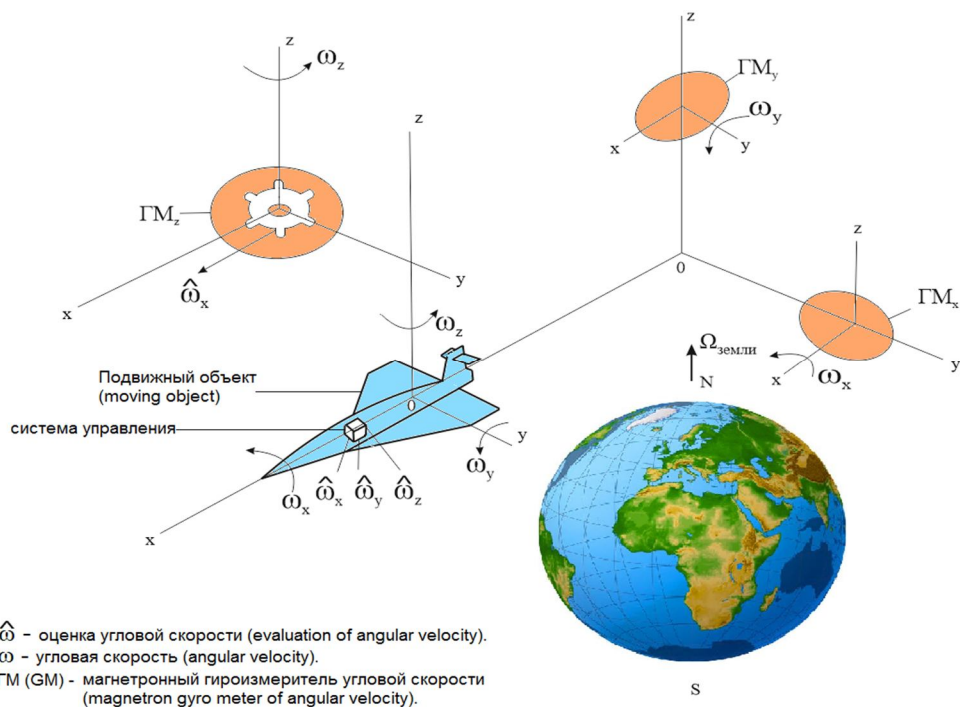 z
ω_z
ГМ_z
ω̂_x
x
y
z
ω_z
Подвижный объект
(moving object)
система управления
0
y
ω_y
ω_x
ω̂_x
ω̂_y
ω̂_z
x
z
ГМ_y
ω_y
x
y
0
z
ГМ_x
x
ω_x
y
Ω_земли
N
S
ω̂ - оценка угловой скорости (evaluation of angular velocity).
ω - угловая скорость (angular velocity).
ГМ (GM) - магнетронный гироизмеритель угловой скорости
(magnetron gyro meter of angular velocity).